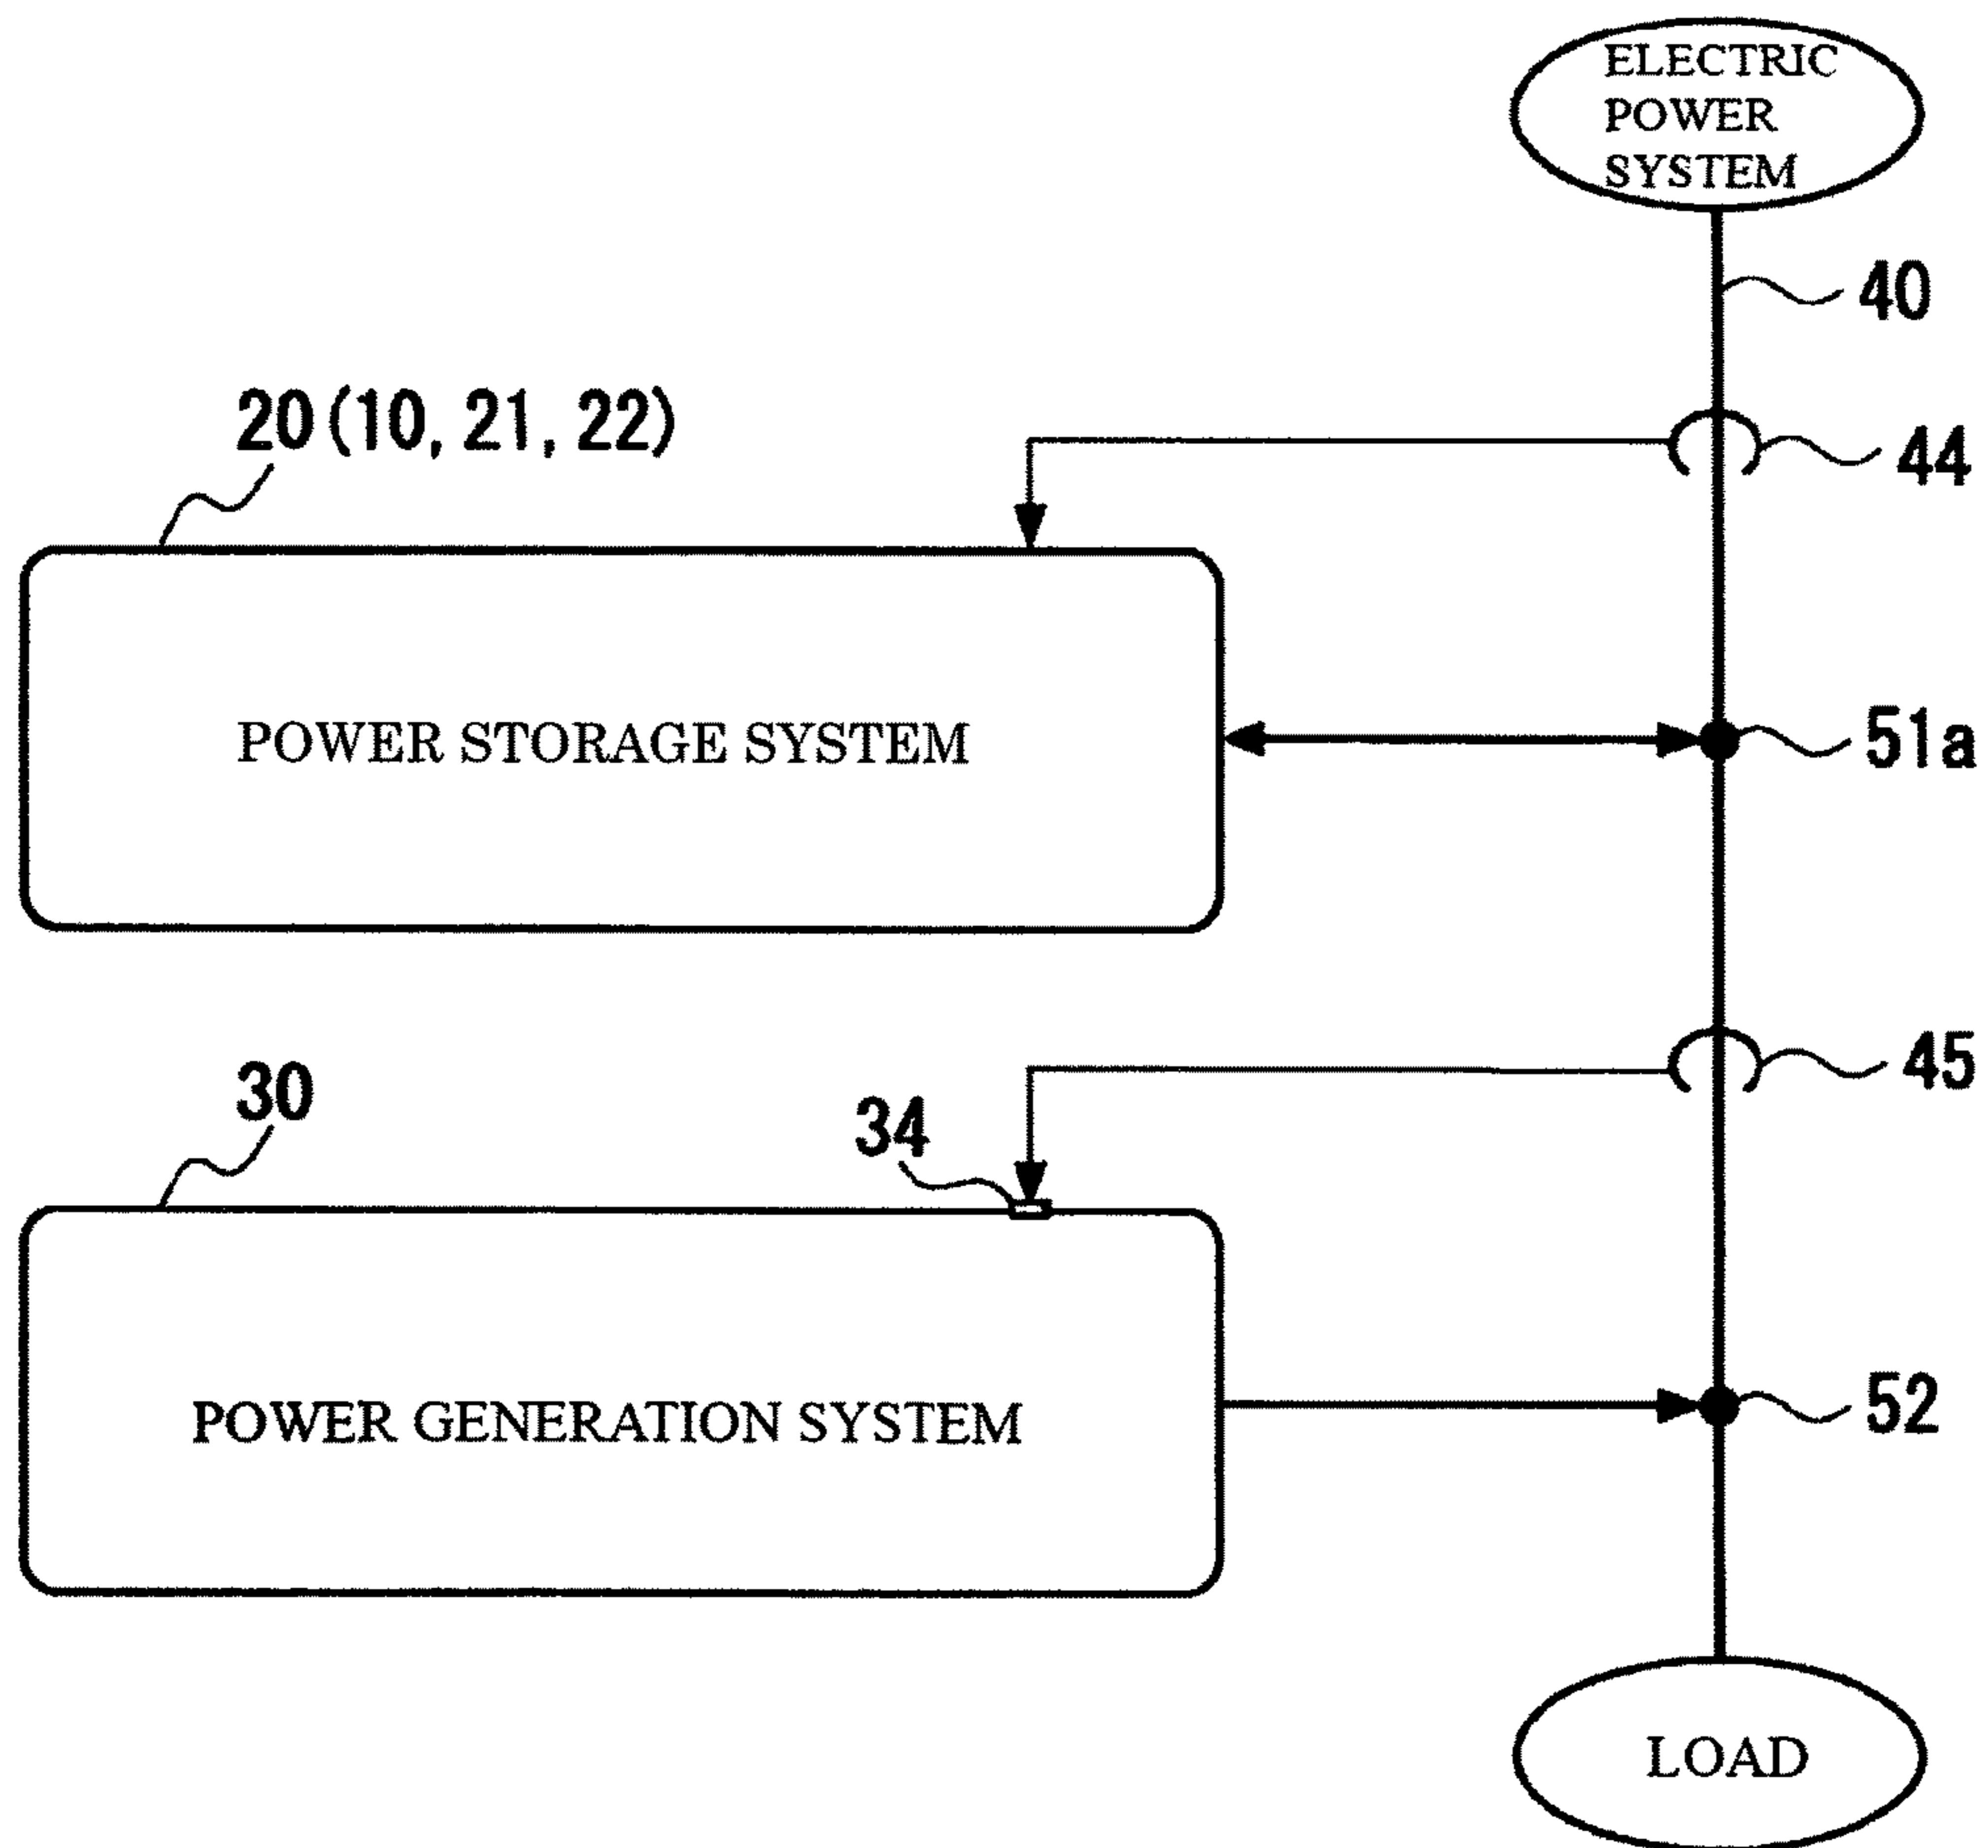 ELECTRIC
POWER
SYSTEM
40
20 (10, 21, 22)
44
POWER STORAGE SYSTEM
51a
45
30
34
POWER GENERATION SYSTEM
52
LOAD